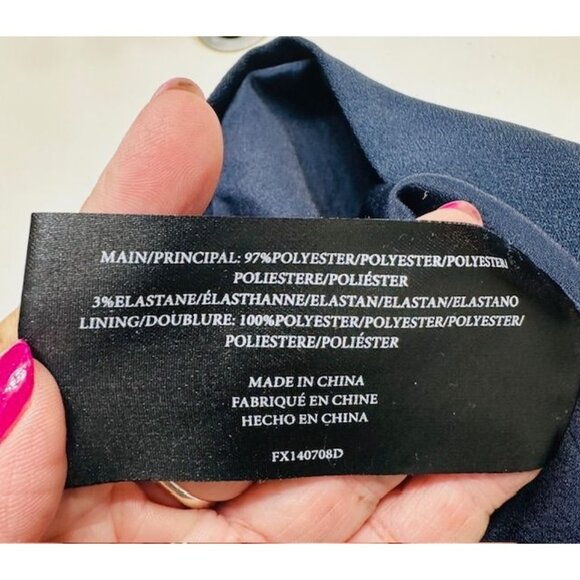 MAIN/PRINCIPAL: 97%POLYESTER/POLYESTER/POLYESTER/
POLIESTERE/POLIÉSTER
3%ELASTANE/ÉLASTHANNE/ELASTAN/ELASTAN/ELASTANO
LINING/DOUBLURE: 100%POLYESTER/POLYESTER/POLYESTER/
POLIESTERE/POLIÉSTER
MADE IN CHINA
FABRIQUÉ EN CHINE
HECHO EN CHINA
FX140708D